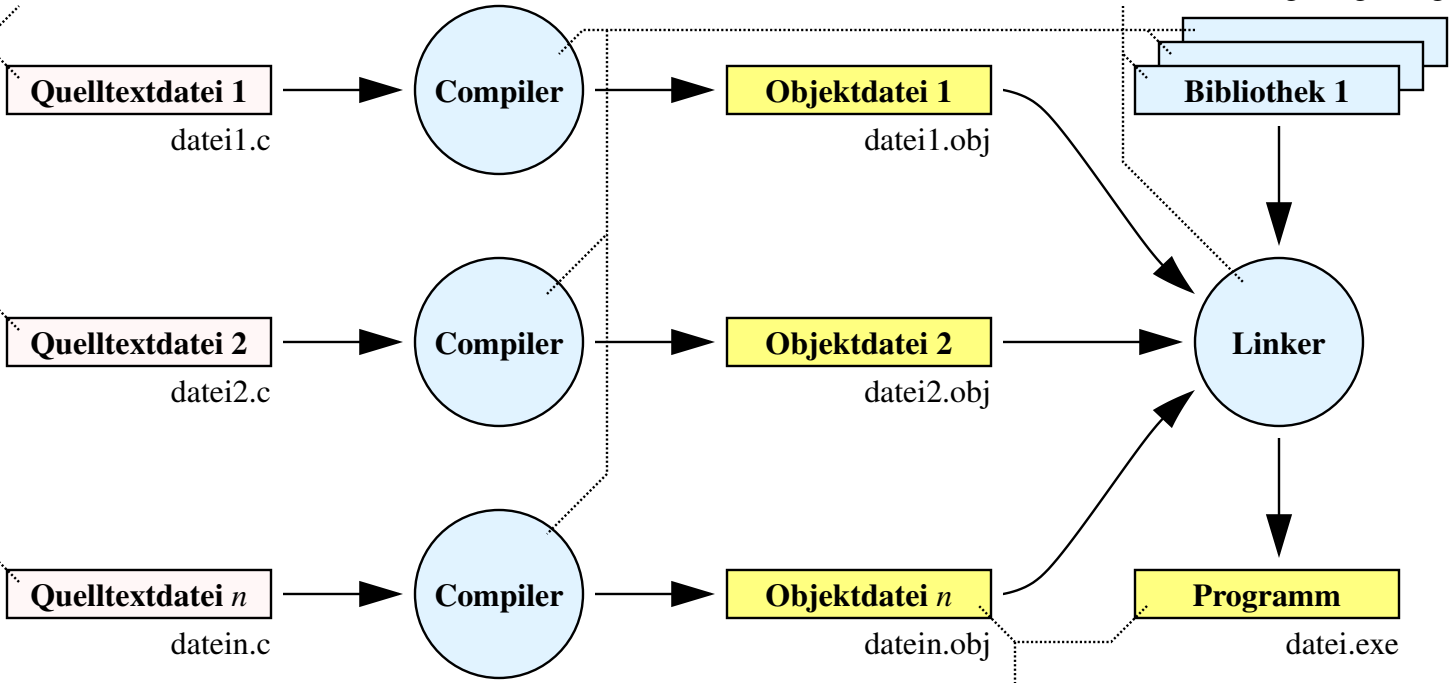 Quelltextdatei 1
Compiler
Objektdatei 1
Bibliothek 1
datei1.c
datei1.obj
Quelltextdatei 2
Compiler
Objektdatei 2
Linker
datei2.c
datei2.obj
Quelltextdatei n
Compiler
Objektdatei n
Programm
datein.c
datein.obj
datei.exe